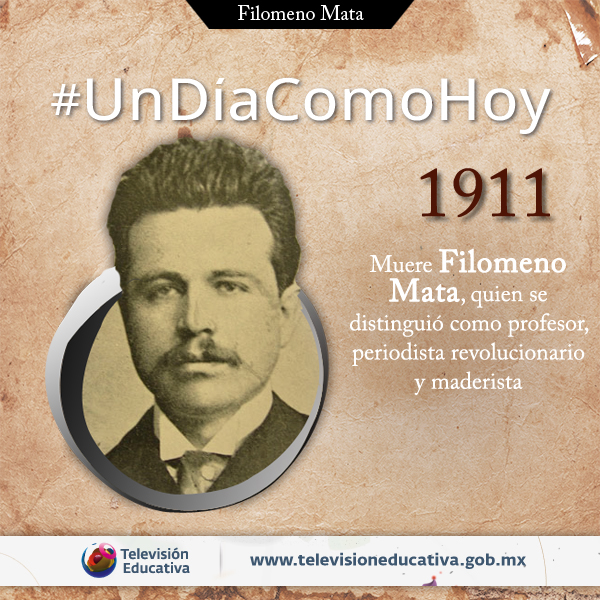 Filomeno Mata
#UnDíaComoHoy
1911
Muere Filomeno
Mata, quien se
distinguió como profesor,
periodista revolucionario
y maderista
Televisión
Educativa
www.televisioneducativa.gob.mx